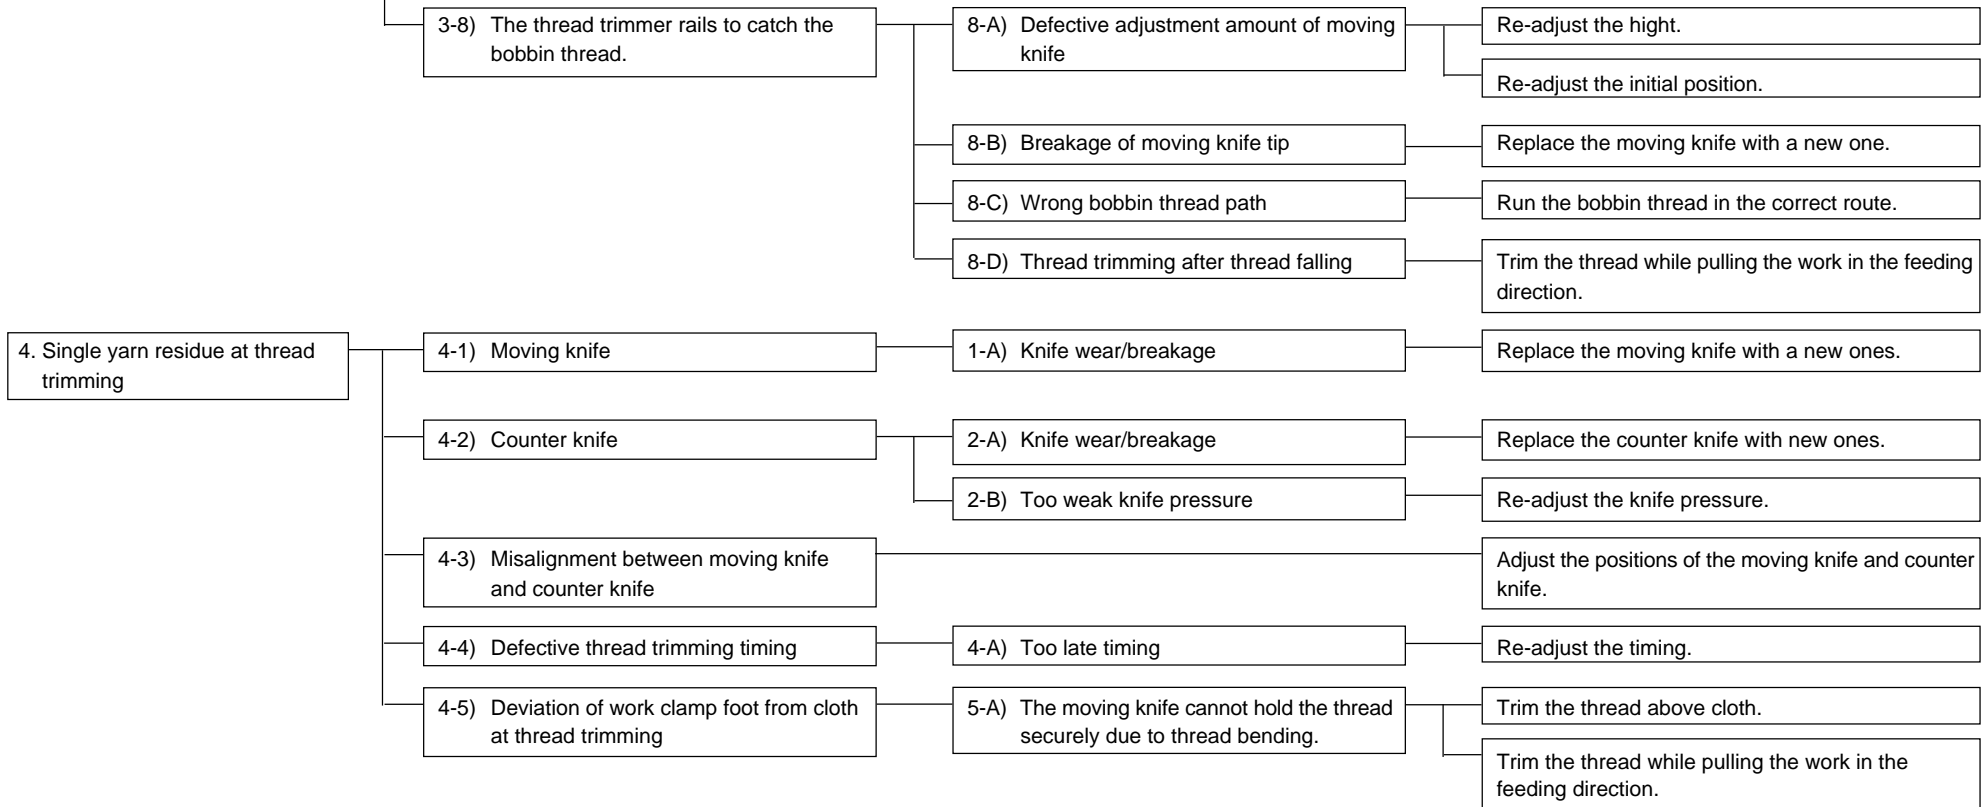 3-8) The thread trimmer rails to catch the
bobbin thread.
8-A) Defective adjustment amount of moving
knife
Re-adjust the hight.
Re-adjust the initial position.
8-B) Breakage of moving knife tip
Replace the moving knife with a new one.
8-C) Wrong bobbin thread path
Run the bobbin thread in the correct route.
8-D) Thread trimming after thread falling
Trim the thread while pulling the work in the feeding
direction.
4. Single yarn residue at thread
trimming
4-1) Moving knife
1-A) Knife wear/breakage
Replace the moving knife with a new ones.
4-2) Counter knife
2-A) Knife wear/breakage
Replace the counter knife with new ones.
2-B) Too weak knife pressure
Re-adjust the knife pressure.
4-3) Misalignment between moving knife
and counter knife
Adjust the positions of the moving knife and counter
knife.
4-4) Defective thread trimming timing
4-A) Too late timing
Re-adjust the timing.
4-5) Deviation of work clamp foot from cloth
at thread trimming
5-A) The moving knife cannot hold the thread
securely due to thread bending.
Trim the thread above cloth.
Trim the thread while pulling the work in the
feeding direction.